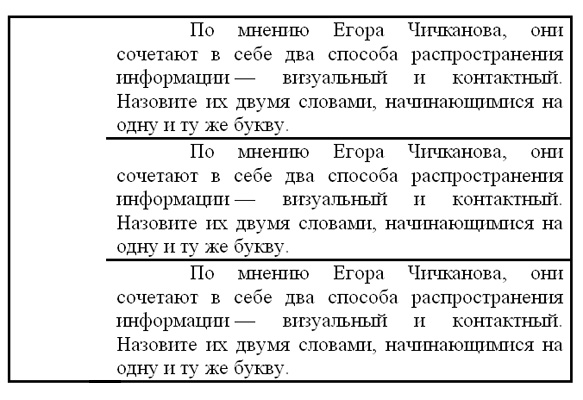 По мнению Егора Чичканова, они
сочетают в себе два способа распространения
информации — визуальный и контактный.
Назовите их двумя словами, начинающимися на
одну и ту же букву.
По мнению Егора Чичканова, они
сочетают в себе два способа распространения
информации — визуальный и контактный.
Назовите их двумя словами, начинающимися на
одну и ту же букву.
По мнению Егора Чичканова, они
сочетают в себе два способа распространения
информации — визуальный и контактный.
Назовите их двумя словами, начинающимися на
одну и ту же букву.